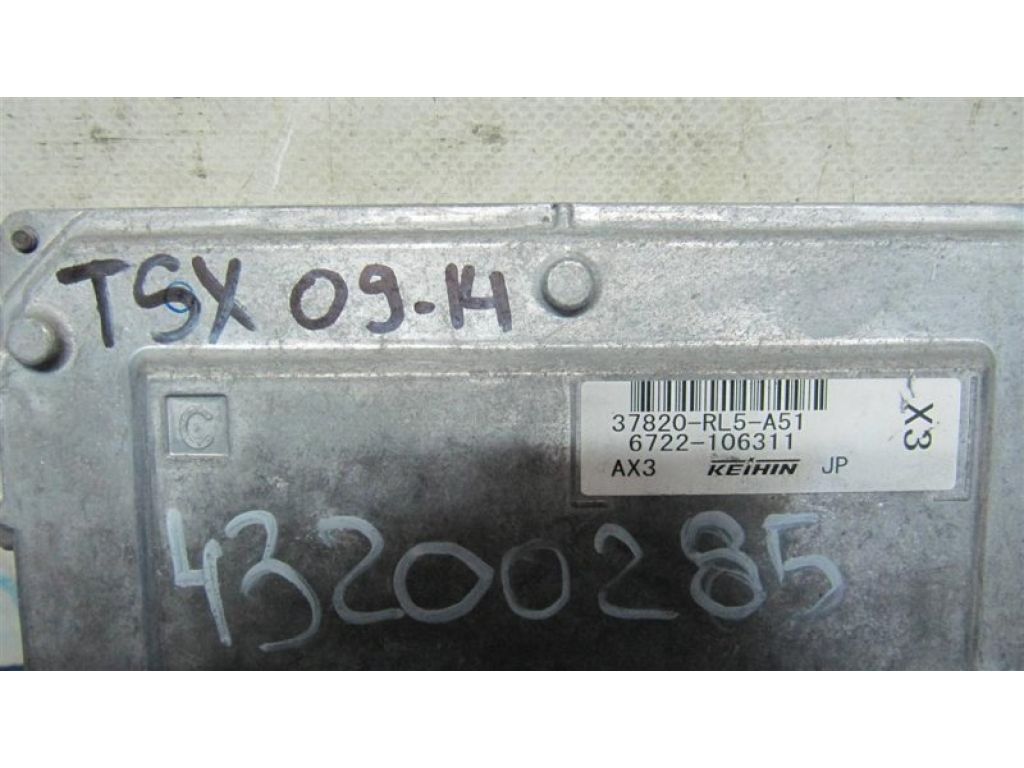 TSX 09-14
C
37820-RL5-A51
6722-106311
AX3 KEIHIN JP
X3
43200285